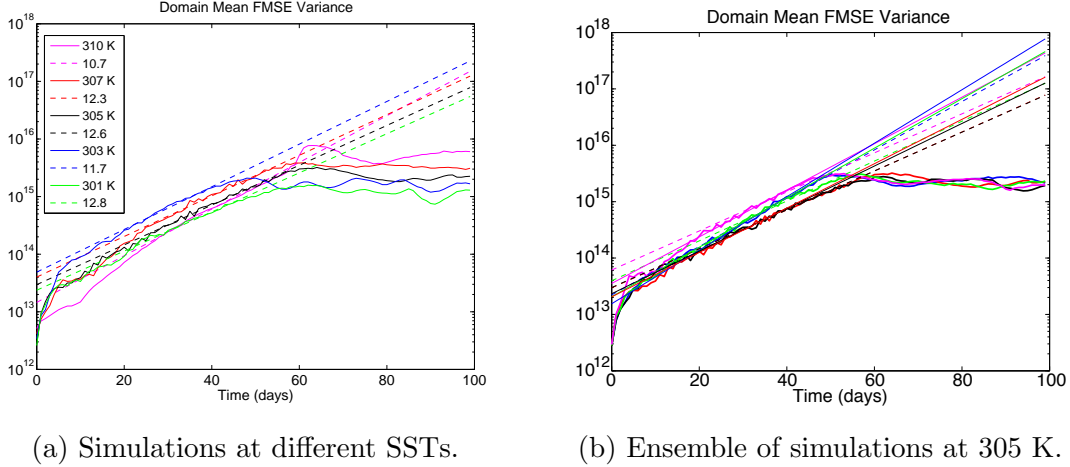 Domain Mean FMSE Variance
10^18
10^17
10^16
10^15
10^14
10^13
10^12
310 K
10.7
307 K
12.3
305 K
12.6
303 K
11.7
301 K
12.8
0
20
40
60
80
100
Time (days)
(a) Simulations at different SSTs.
Domain Mean FMSE Variance
10^18
10^17
10^16
10^15
10^14
10^13
10^12
0
20
40
60
80
100
Time (days)
(b) Ensemble of simulations at 305 K.